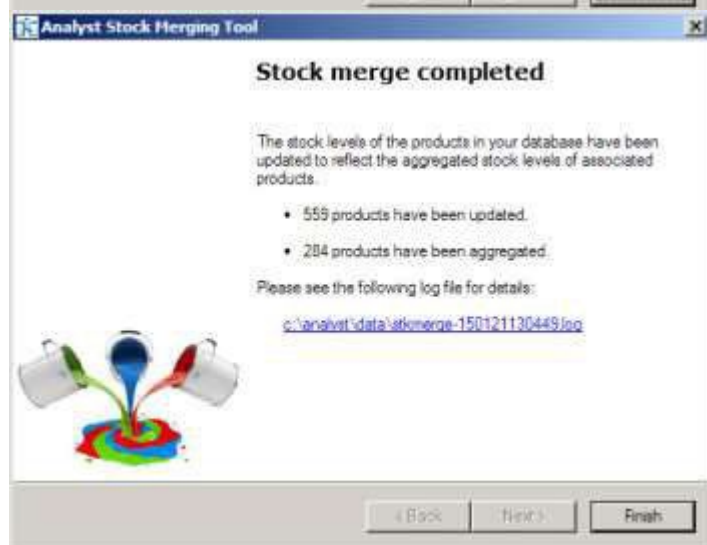 Analyst Stock Merging Tool
Stock merge completed
The stock levels of the products in your database have been
updated to reflect the aggregated stock levels of associated
products.
• 559 products have been updated.
• 284 products have been aggregated.
Please see the following log file for details:
c:\analyst\data\stkmerge-150121130449.log
< Back
Next >
Finish